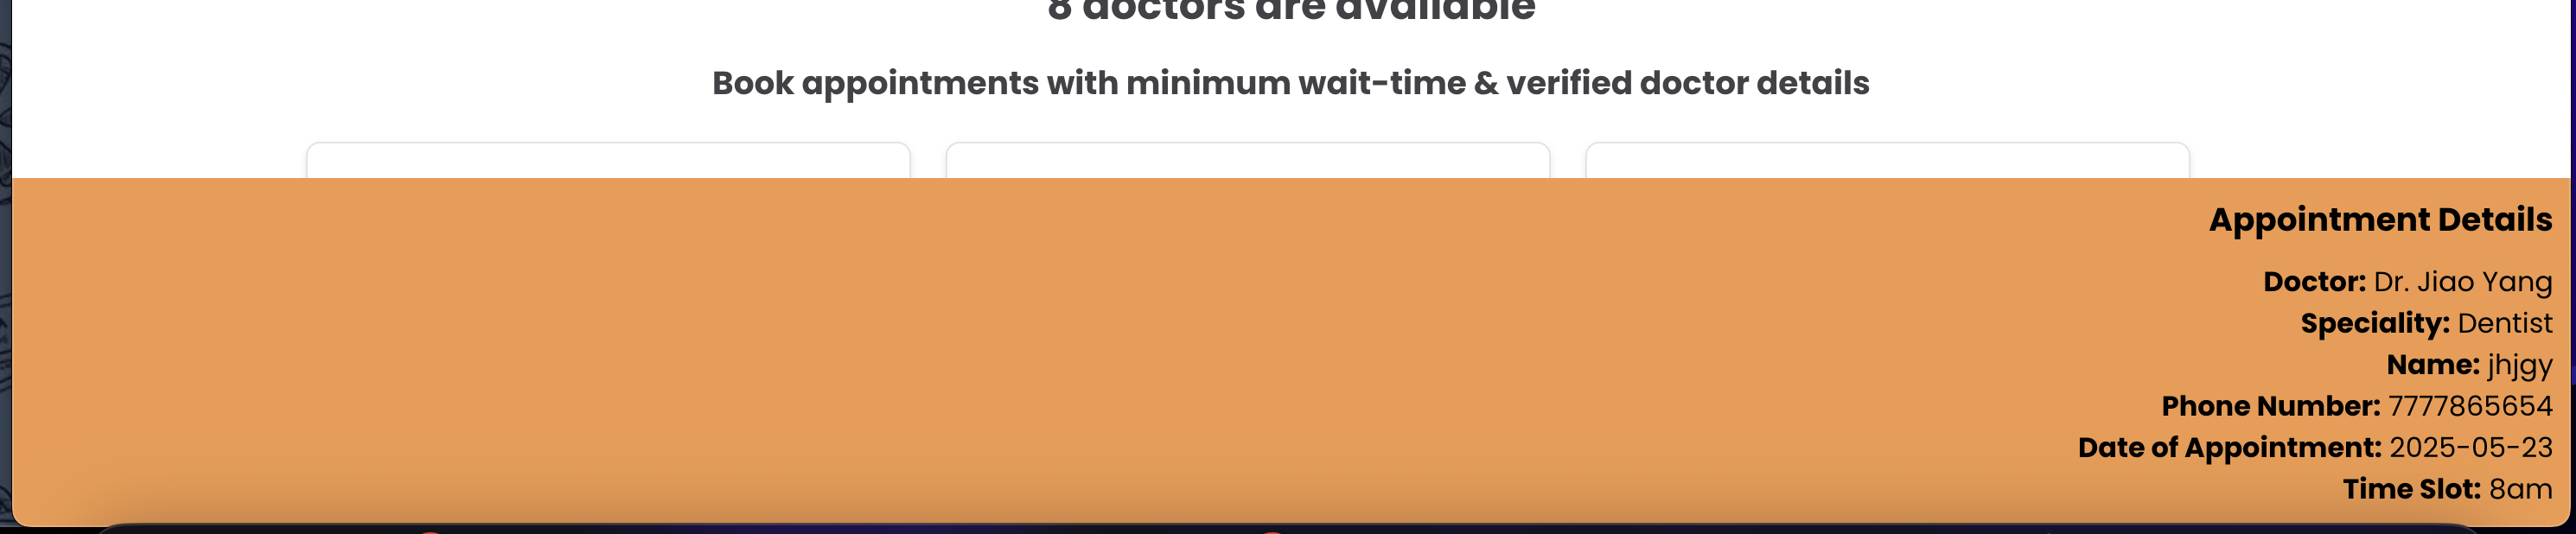 8 doctors are available
Book appointments with minimum wait-time & verified doctor details
Appointment Details
Doctor: Dr. Jiao Yang
Speciality: Dentist
Name: jhjgy
Phone Number: 7777865654
Date of Appointment: 2025-05-23
Time Slot: 8am